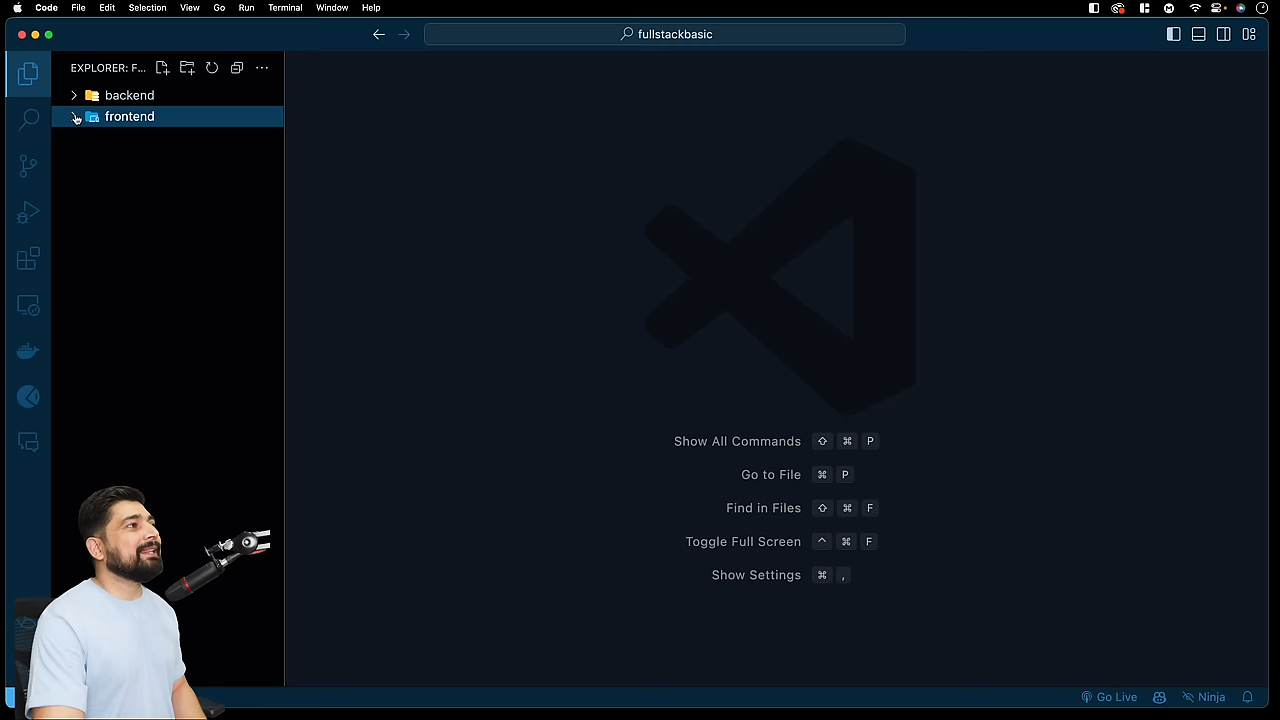 Code File Edit Selection View Go Run Terminal Window Help
fullstackbasic
EXPLORER: F...
backend
frontend
Show All Commands ⇧ ⌘ P
Go to File ⌘ P
Find in Files ⇧ ⌘ F
Toggle Full Screen ^ ⌘ F
Show Settings ⌘ ,
Go Live Ninja